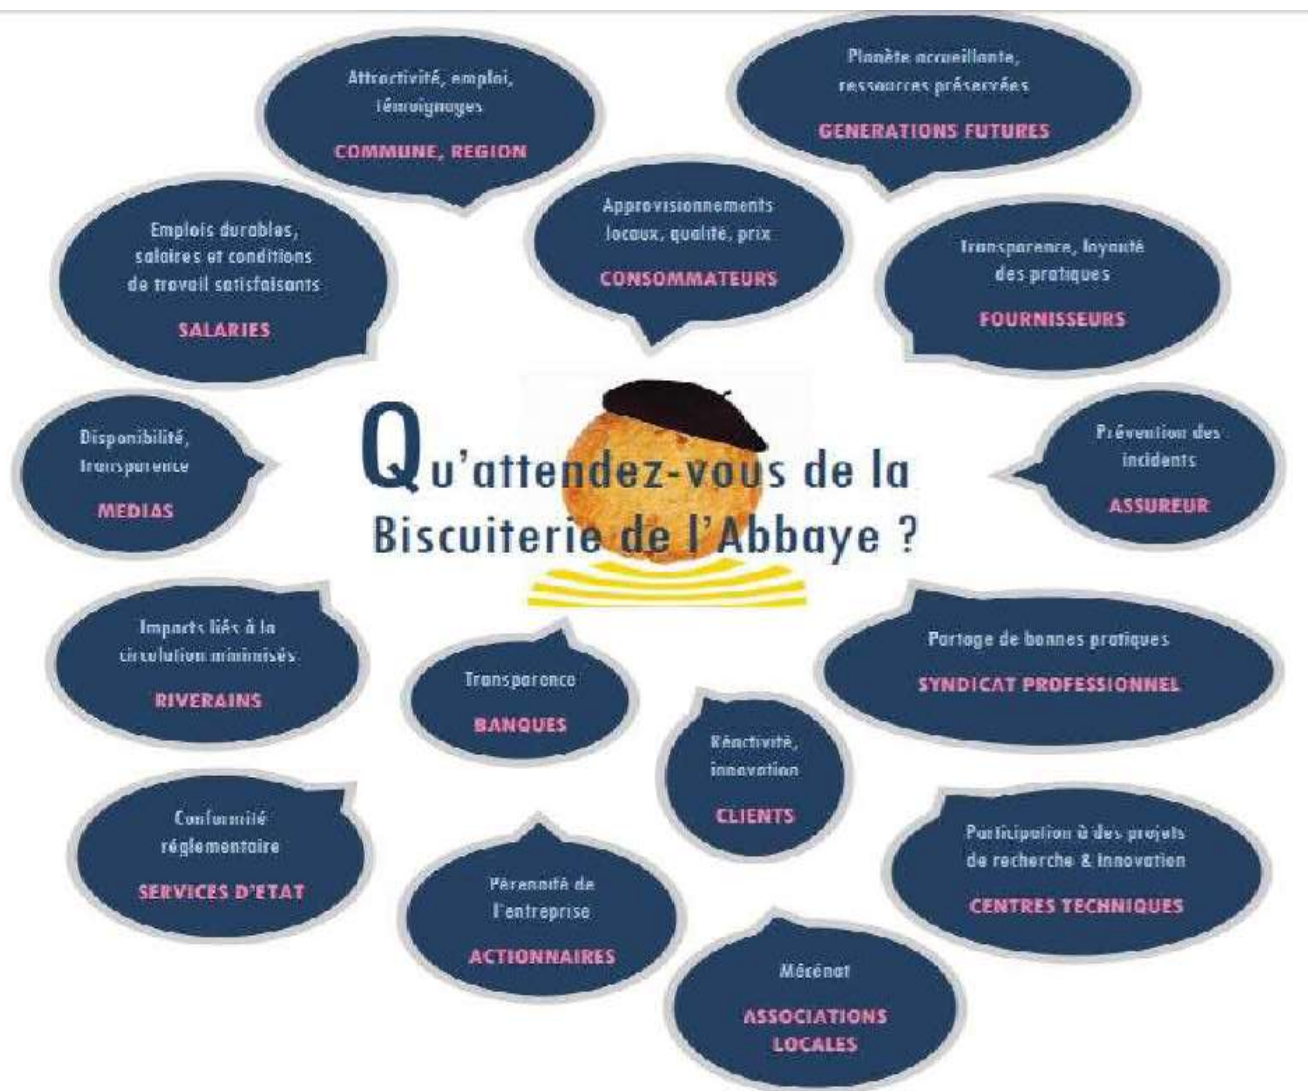 Attractivité, emploi,
témoignages
COMMUNE, REGION
Planète accueillante,
ressources préservées
GENERATIONS FUTURES
Emplois durables,
salaires et conditions
de travail satisfaisants
SALARIES
Approvisionnements
locaux, qualité, prix
CONSOMMATEURS
Transparence, loyauté
des pratiques
FOURNISSEURS
Disponibilité,
transparence
MEDIAS
Qu'attendez-vous de la
Biscuiterie de l'Abbaye ?
Prévention des
incidents
ASSUREUR
Impacts liés à la
circulation minimisés
RIVERAINS
Transparence
BANQUES
Partage de bonnes pratiques
SYNDICAT PROFESSIONNEL
Réactivité,
innovation
CLIENTS
Conformité
réglementaire
SERVICES D'ETAT
Pérennité de
l'entreprise
ACTIONNAIRES
Participation à des projets
de recherche & innovation
CENTRES TECHNIQUES
Mécénat
ASSOCIATIONS
LOCALES